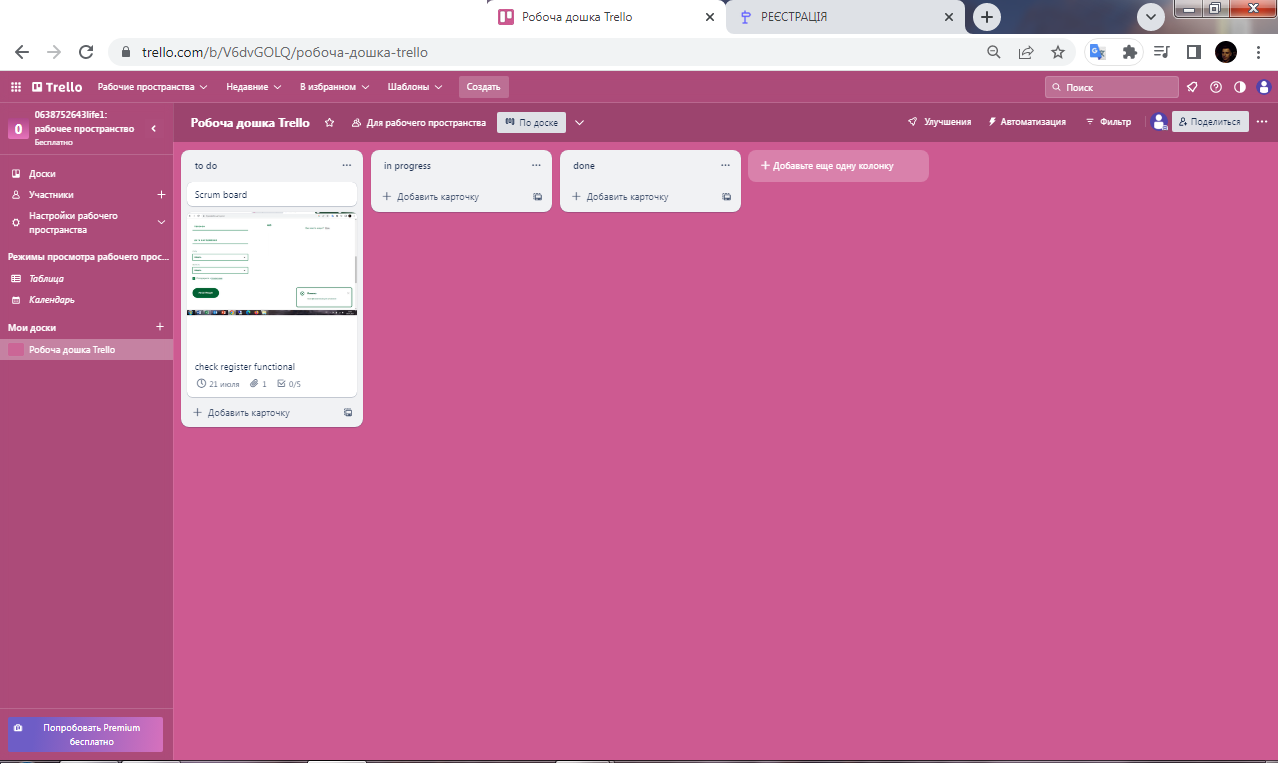 Робоча дошка Trello
РЕЄСТРАЦІЯ
trello.com/b/V6dvGOLQ/робоча-дошка-trello
Trello
Рабочие пространства
Недавние
В избранном
Шаблоны
Создать
Поиск
0
0638752643life1:
рабочее пространство
Бесплатно
Робоча дошка Trello
Для рабочего пространства
По доске
Улучшения
Автоматизация
Фильтр
Поделиться
Доски
Участники
Настройки рабочего
пространства
Режимы просмотра рабочего прос...
Таблица
Календарь
Мои доски
Робоча дошка Trello
Попробовать Premium
бесплатно
to do
Scrum board
check register functional
21 июля 1 0/5
Добавить карточку
in progress
Добавить карточку
done
Добавить карточку
Добавьте еще одну колонку